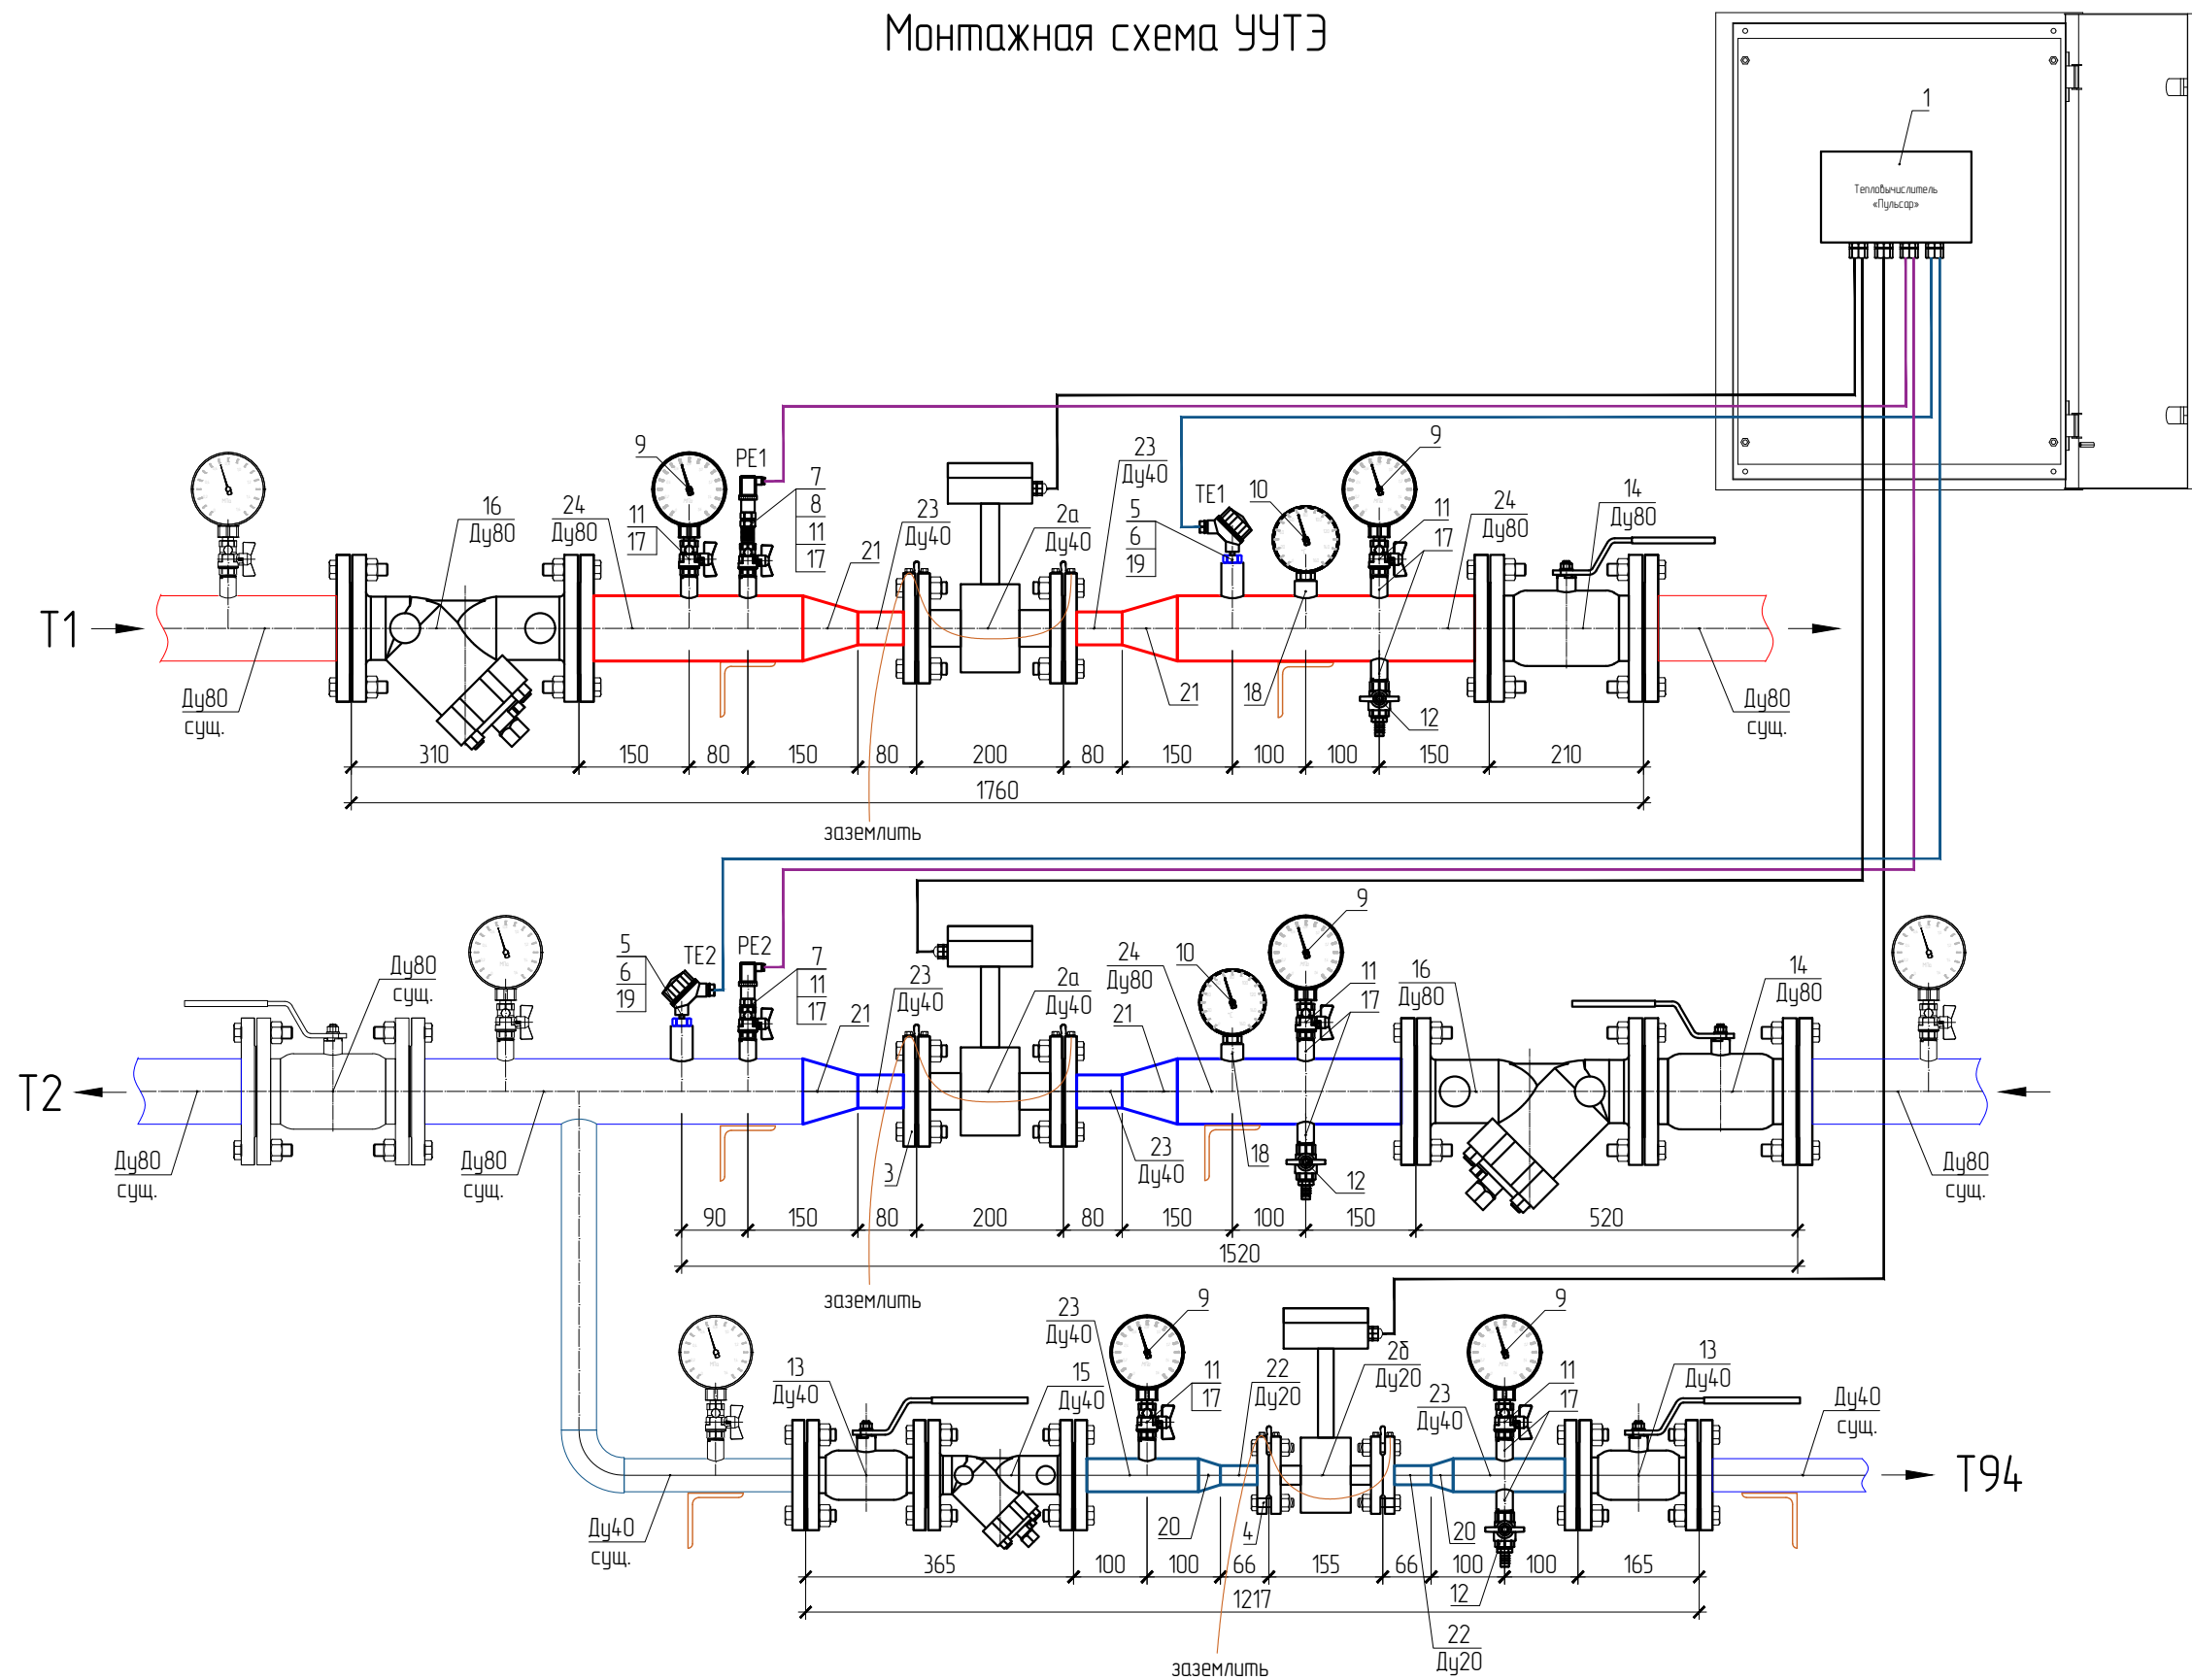 Монтажная схема УУТЭ
1
Тепловычислитель
«Пульсар»
9
PE1
7
8
11
17
23
Ду40
9
TE1
10
5
6
19
16
Ду80
24
Ду80
11
17
21
23
Ду40
2а
Ду40
11
17
24
Ду80
14
Ду80
T1
Ду80
сущ.
21
18
12
Ду80
сущ.
310
150
80
150
80
200
80
150
100
100
150
210
1760
заземлить
9
5
6
19
TE2
PE2
7
11
17
Ду80
сущ.
23
Ду40
2а
Ду40
24
Ду80
10
11
17
16
Ду80
14
Ду80
21
21
T2
Ду80
сущ.
Ду80
сущ.
3
23
Ду40
18
12
Ду80
сущ.
90
150
80
200
80
150
100
150
520
1520
заземлить
23
Ду40
9
9
13
Ду40
15
Ду40
11
17
22
Ду20
2б
Ду20
23
Ду40
11
17
13
Ду40
Ду40
сущ.
T94
Ду40
сущ.
20
4
20
365
100
100
66
155
66
100
100
165
12
1217
22
Ду20
заземлить